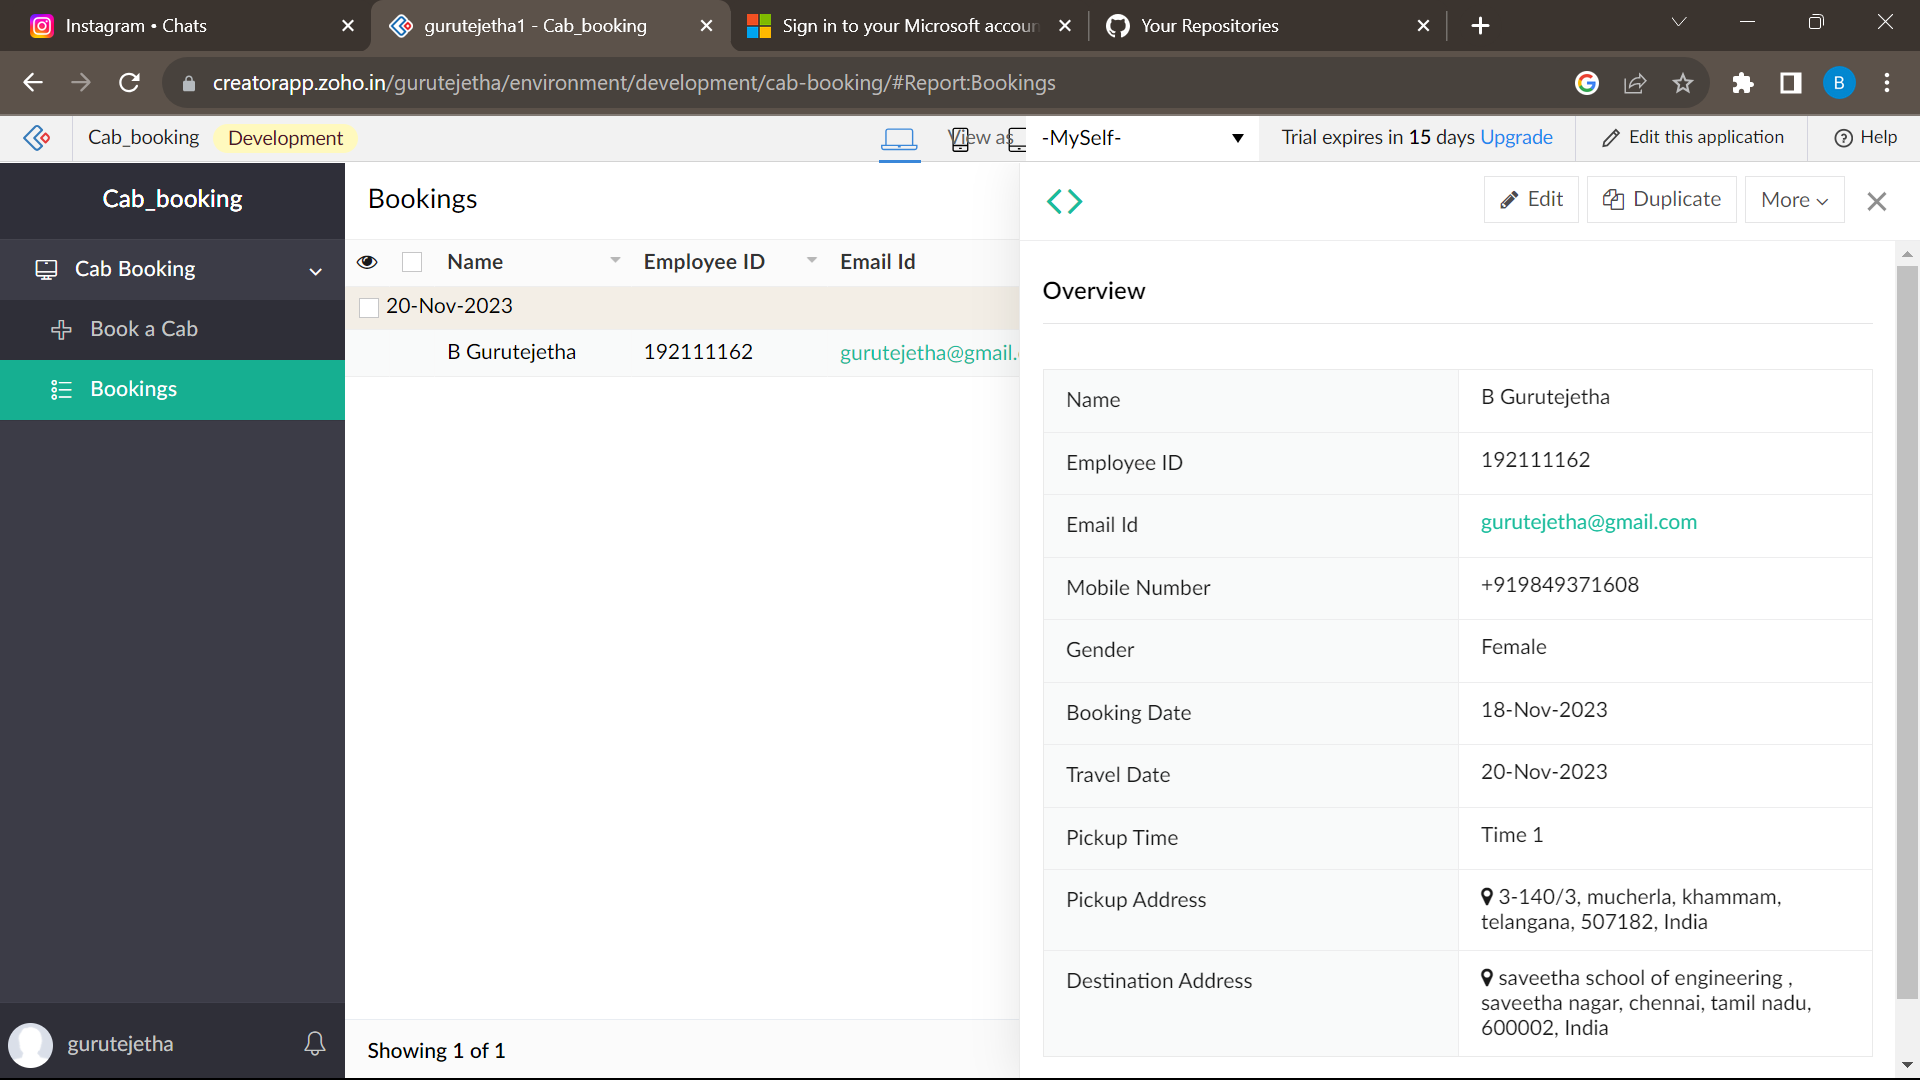 Instagram • Chats
gurutejetha1 - Cab_booking
Sign in to your Microsoft accoun
Your Repositories
creatorapp.zoho.in/gurutejetha/environment/development/cab-booking/#Report:Bookings
B
Cab_booking
Development
View as
-MySelf-
Trial expires in 15 days Upgrade
Edit this application
Help
Cab_booking
Cab Booking
Book a Cab
Bookings
gurutejetha
Bookings
Name Employee ID Email Id
20-Nov-2023
B Gurutejetha 192111162 gurutejetha@gmail.
Showing 1 of 1
Edit
Duplicate
More
Overview
Name B Gurutejetha
Employee ID 192111162
Email Id gurutejetha@gmail.com
Mobile Number +919849371608
Gender Female
Booking Date 18-Nov-2023
Travel Date 20-Nov-2023
Pickup Time Time 1
Pickup Address 3-140/3, mucherla, khammam,
telangana, 507182, India
Destination Address saveetha school of engineering ,
saveetha nagar, chennai, tamil nadu,
600002, India